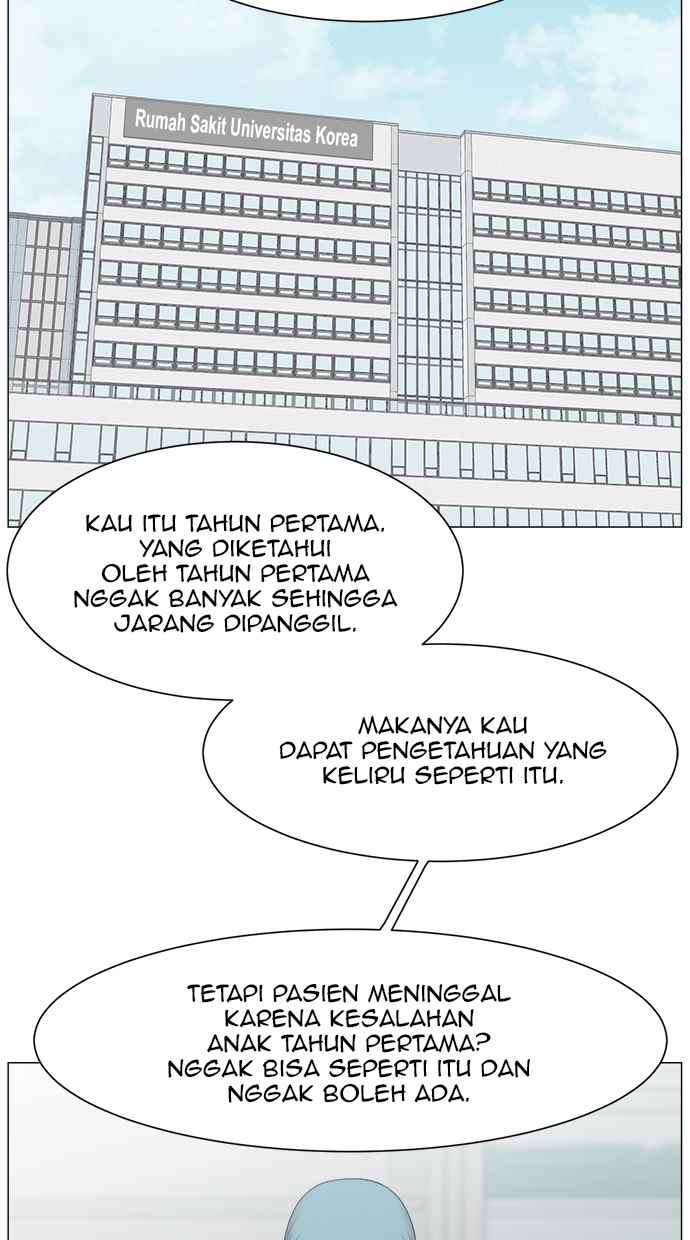 Rumah Sakit Universitas Korea
KAU ITU TAHUN PERTAMA.
YANG DIKETAHUI
OLEH TAHUN PERTAMA
NGGAK BANYAK SEHINGGA
JARANG DIPANGGIL.
MAKANYA KAU
DAPAT PENGETAHUAN YANG
KELIRU SEPERTI ITU.
TETAPI PASIEN MENINGGAL
KARENA KESALAHAN
ANAK TAHUN PERTAMA?
NGGAK BISA SEPERTI ITU DAN
NGGAK BOLEH ADA.